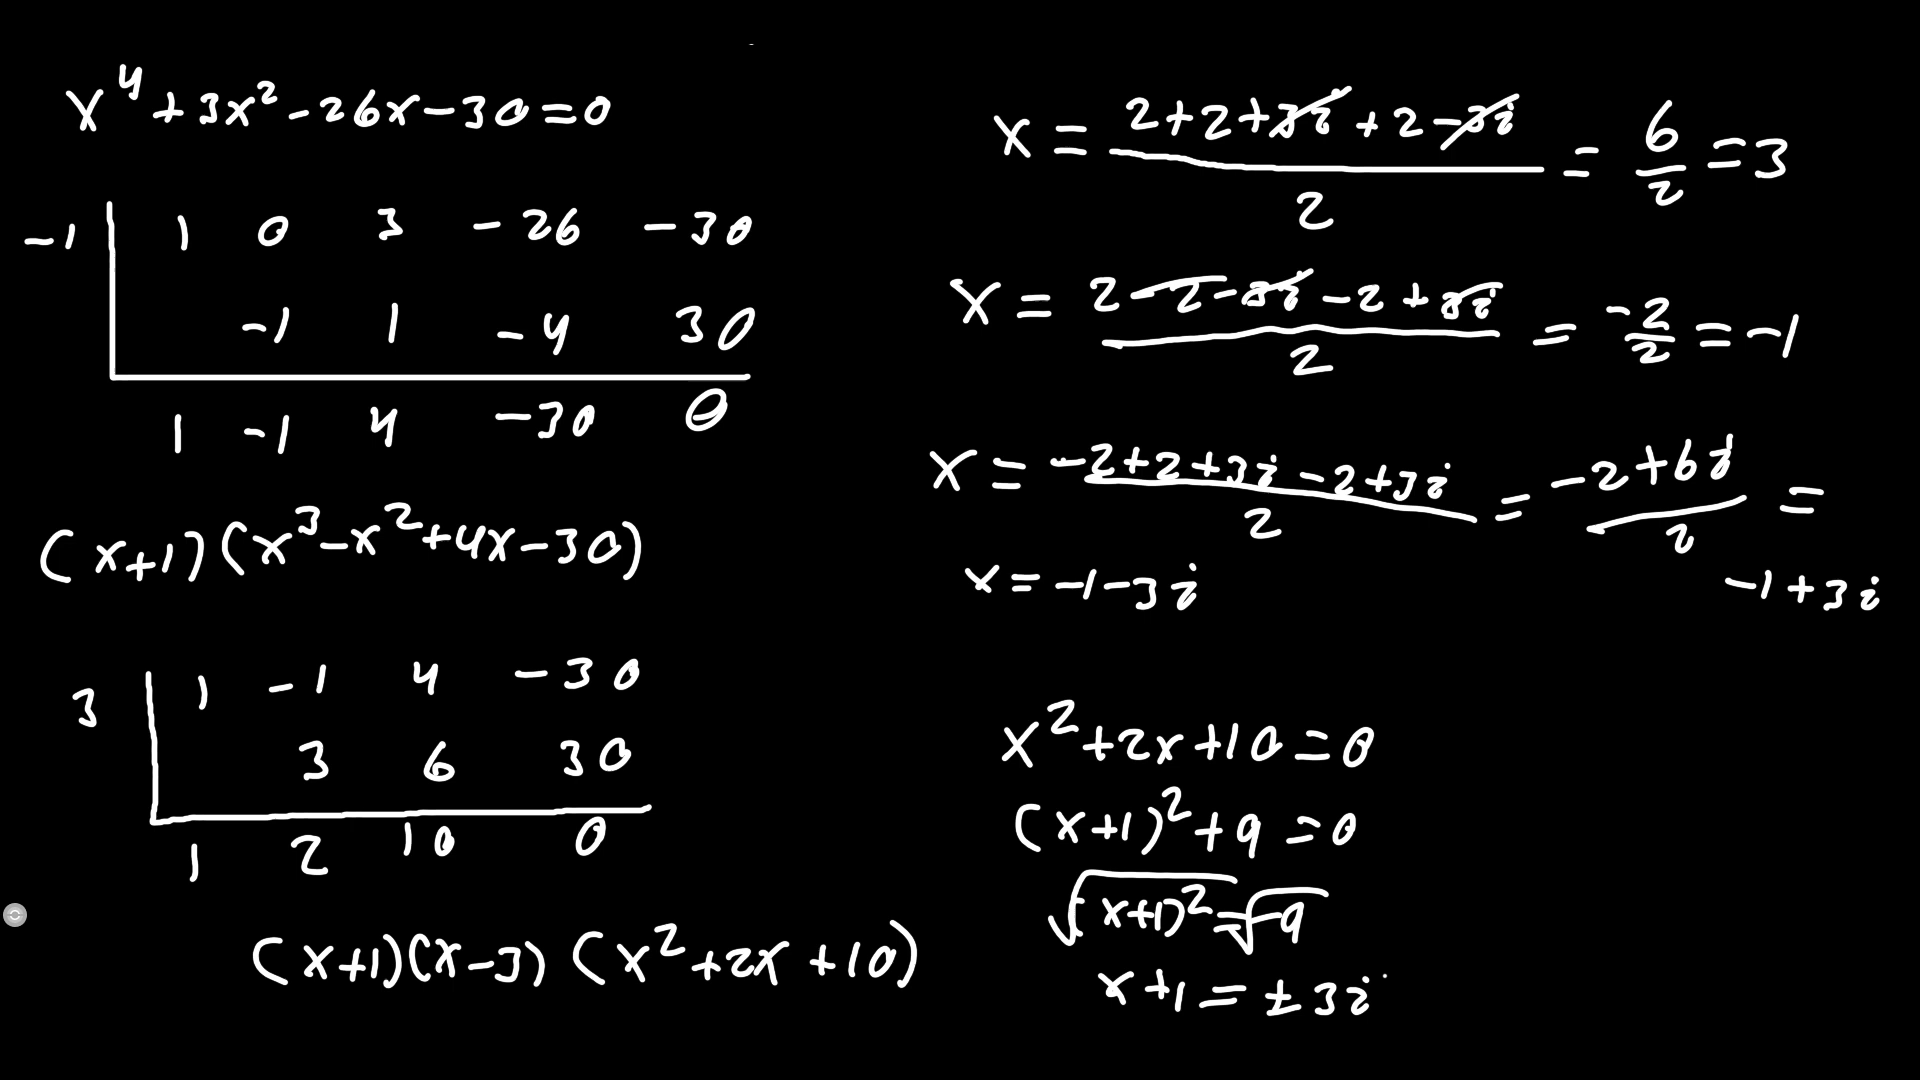 x⁴+3x²-26x-30=0
-1 | 1 0 3 -26 -30
-1 1 -4 30
1 -1 4 -30 0
(x+1)(x³-x²+4x-30)
3 | 1 -1 4 -30
3 6 30
1 2 10 0
(x+1)(x-3)(x²+2x+10)
x = (2+2+3i+2-3i)/2 = 6/2 = 3
x = (2-2-3i-2+3i)/2 = -2/2 = -1
x = (-2+2+3i-2+3i)/2 = (-2+6i)/2 =
-1+3i
x = -1-3i
x²+2x+10=0
(x+1)²+9=0
√(x+1)²=√-9
x+1=±3i